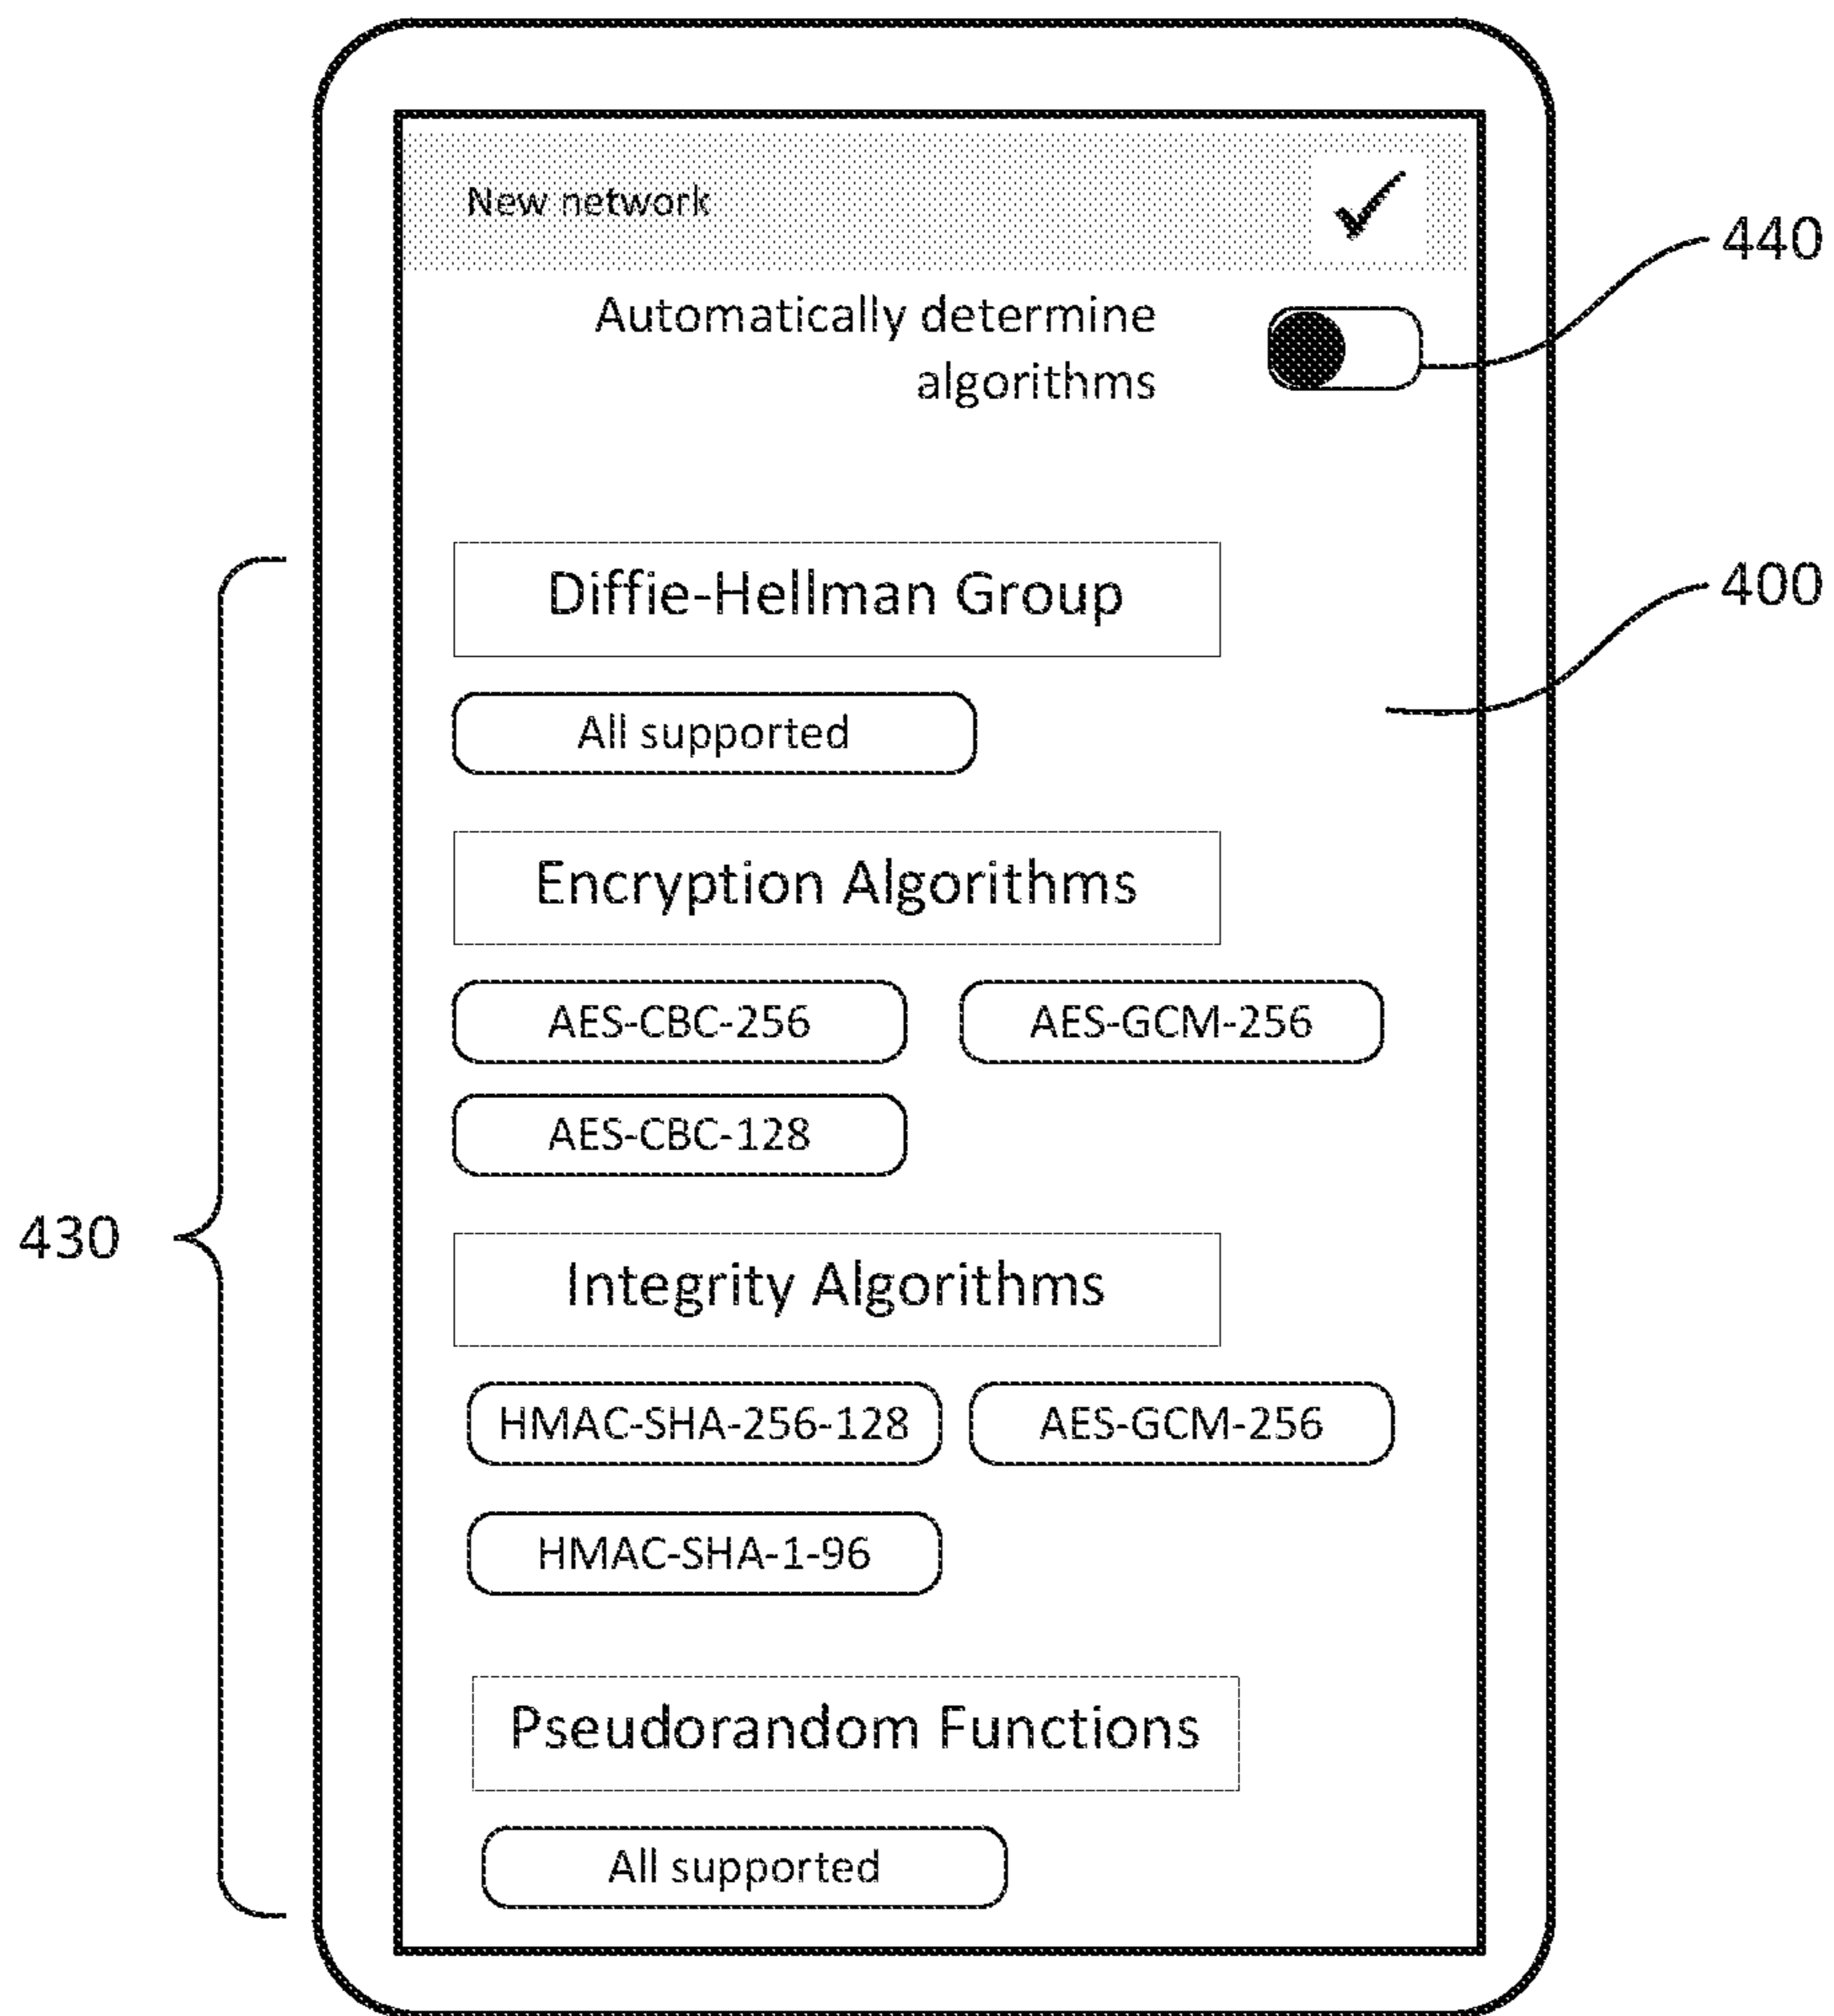 New network
440
Automatically determine
algorithms
Diffie-Hellman Group
400
All supported
Encryption Algorithms
AES-CBC-256 AES-GCM-256
AES-CBC-128
430
Integrity Algorithms
HMAC-SHA-256-128 AES-GCM-256
HMAC-SHA-1-96
Pseudorandom Functions
All supported